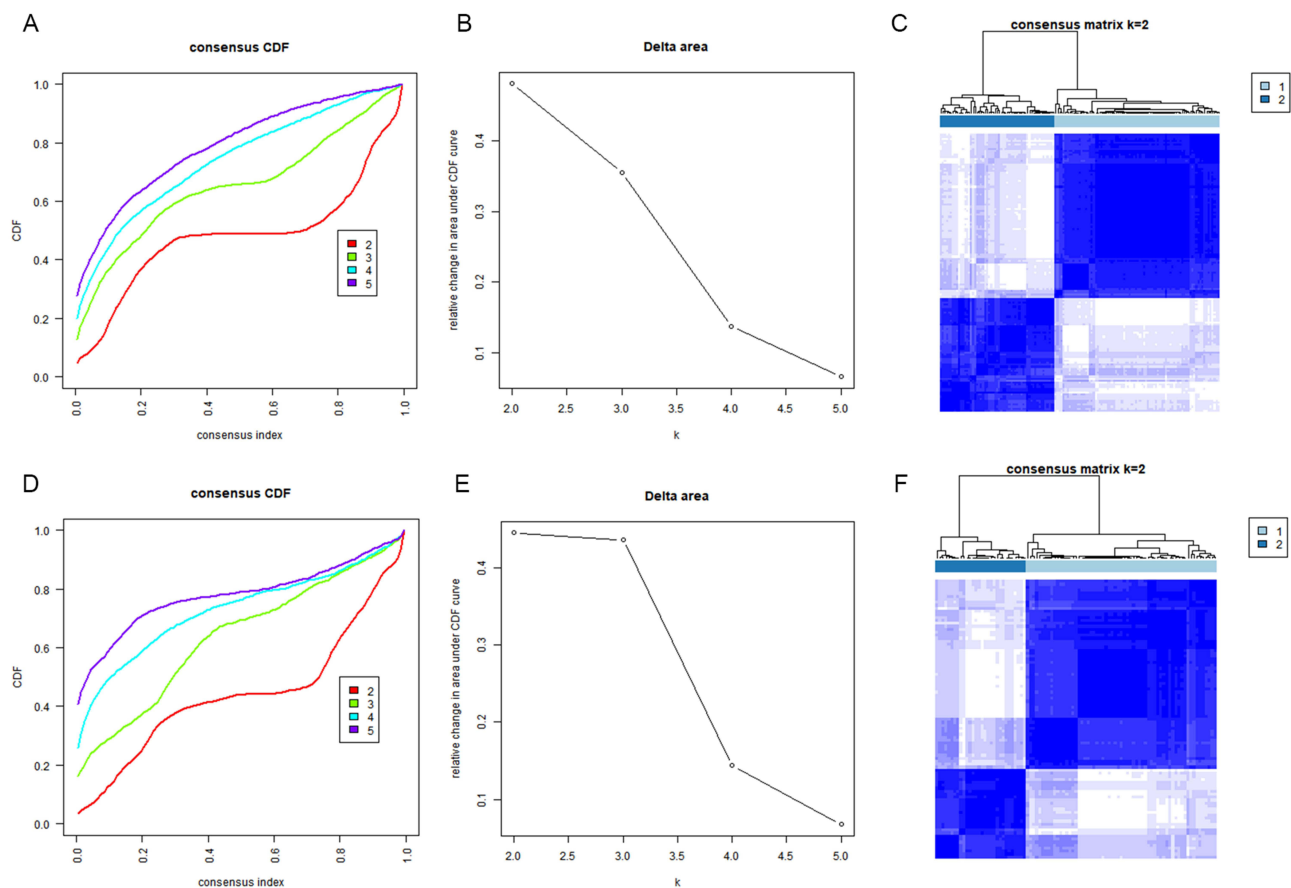 A
consensus CDF
CDF
1.0
0.8
0.6
0.4
0.2
0.0
2
3
4
5
0.0
0.2
0.4
0.6
0.8
1.0
consensus index
B
Delta area
relative change in area under CDF curve
0.4
0.3
0.2
0.1
2.0
2.5
3.0
3.5
4.0
4.5
5.0
k
C
consensus matrix k=2
1
2
D
consensus CDF
CDF
1.0
0.8
0.6
0.4
0.2
0.0
2
3
4
5
0.0
0.2
0.4
0.6
0.8
1.0
consensus index
E
Delta area
relative change in area under CDF curve
0.4
0.3
0.2
0.1
2.0
2.5
3.0
3.5
4.0
4.5
5.0
k
F
consensus matrix k=2
1
2